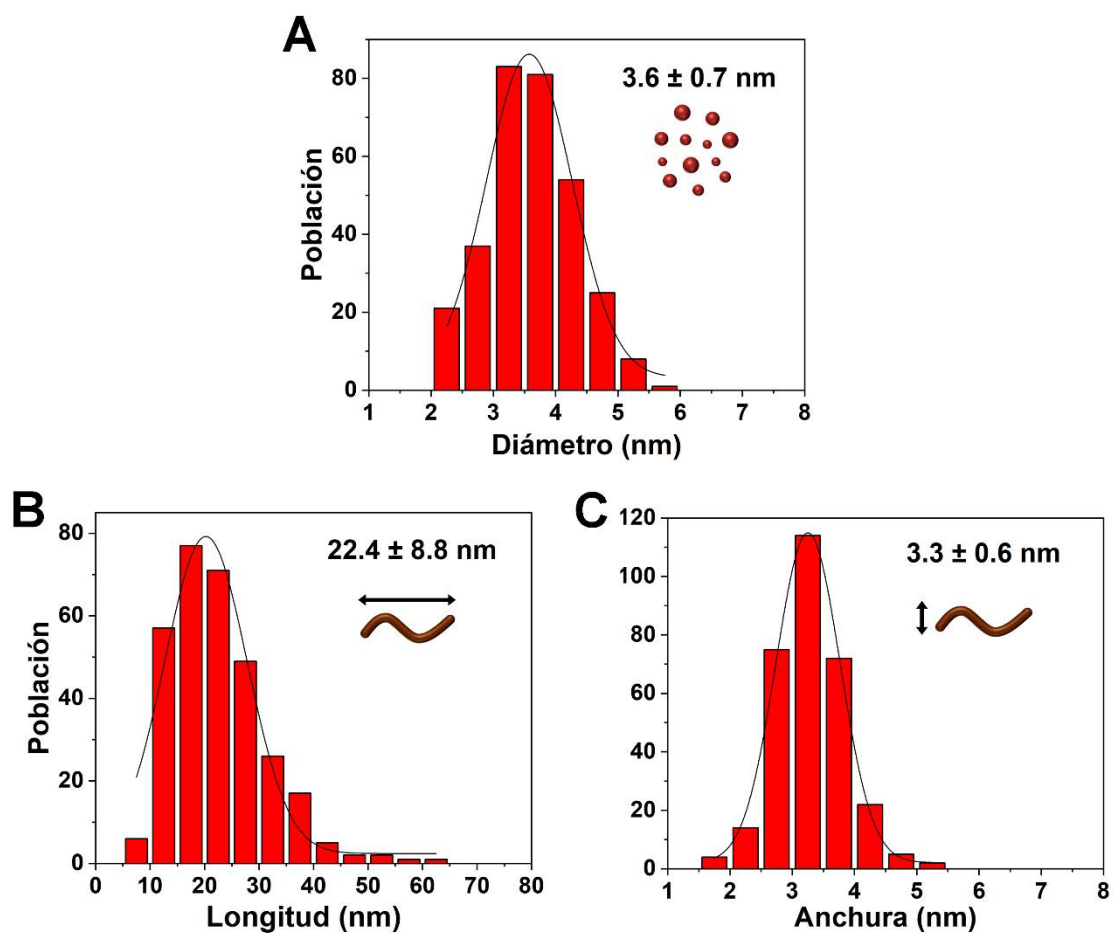 A
3.6 ± 0.7 nm
Población
80
60
40
20
0
1 2 3 4 5 6 7 8
Diámetro (nm)
B
22.4 ± 8.8 nm
Población
80
60
40
20
0
0 10 20 30 40 50 60 70 80
Longitud (nm)
C
3.3 ± 0.6 nm
120
100
80
60
40
20
0
1 2 3 4 5 6 7 8
Anchura (nm)